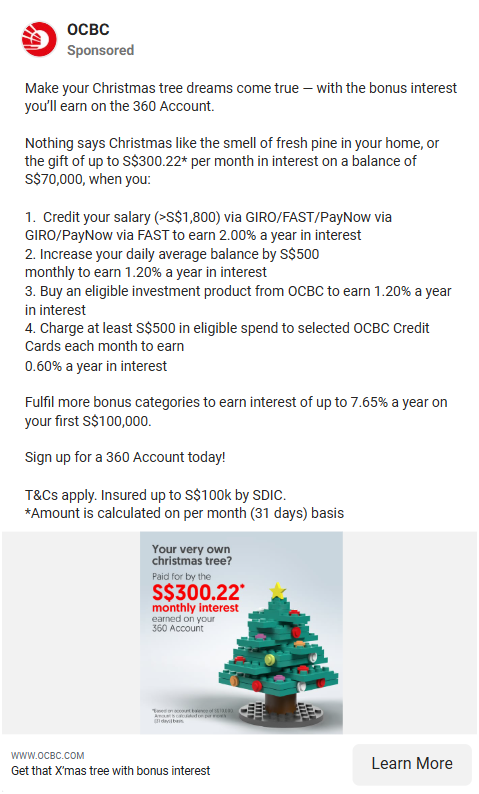 OCBC
Sponsored
Make your Christmas tree dreams come true — with the bonus interest
you'll earn on the 360 Account.
Nothing says Christmas like the smell of fresh pine in your home, or
the gift of up to S$300.22* per month in interest on a balance of
S$70,000, when you:
1.  Credit your salary (>S$1,800) via GIRO/FAST/PayNow via
GIRO/PayNow via FAST to earn 2.00% a year in interest
2. Increase your daily average balance by S$500
monthly to earn 1.20% a year in interest
3. Buy an eligible investment product from OCBC to earn 1.20% a year
in interest
4. Charge at least S$500 in eligible spend to selected OCBC Credit
Cards each month to earn
0.60% a year in interest
Fulfil more bonus categories to earn interest of up to 7.65% a year on
your first S$100,000.
Sign up for a 360 Account today!
T&Cs apply. Insured up to S$100k by SDIC.
*Amount is calculated on per month (31 days) basis
Your very own
christmas tree?
Paid for by the
S$300.22*
monthly interest
earned on your
360 Account
*Based on account balance of S$70,000.
Amount is calculated on per month
(31 days) basis.
WWW.OCBC.COM
Get that X'mas tree with bonus interest
Learn More